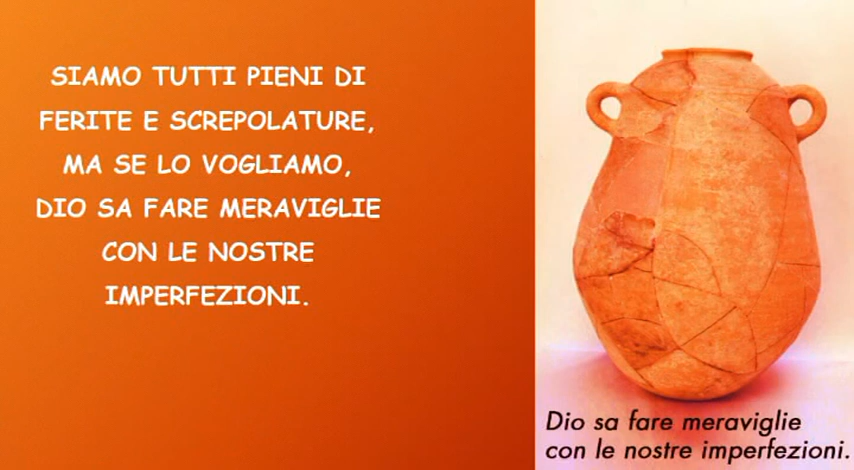 SIAMO TUTTI PIENI DI
FERITE E SCREPOLATURE,
MA SE LO VOGLIAMO,
DIO SA FARE MERAVIGLIE
CON LE NOSTRE
IMPERFEZIONI.
Dio sa fare meraviglie
con le nostre imperfezioni.